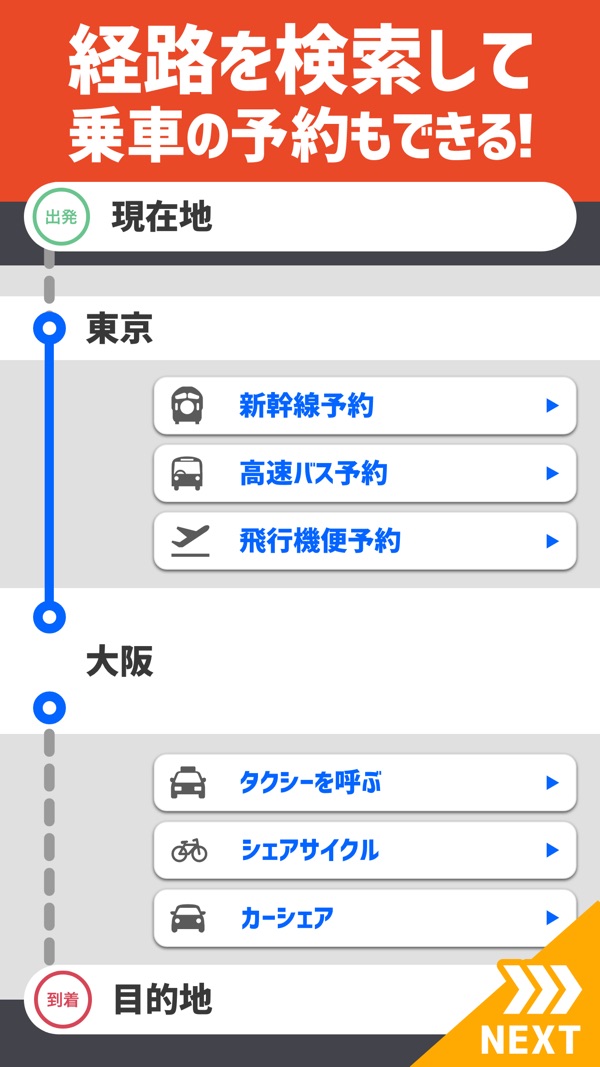 経路を検索して
乗車の予約もできる!
出発
現在地
東京
新幹線予約
高速バス予約
飛行機便予約
大阪
タクシーを呼ぶ
シェアサイクル
カーシェア
到着
目的地
NEXT